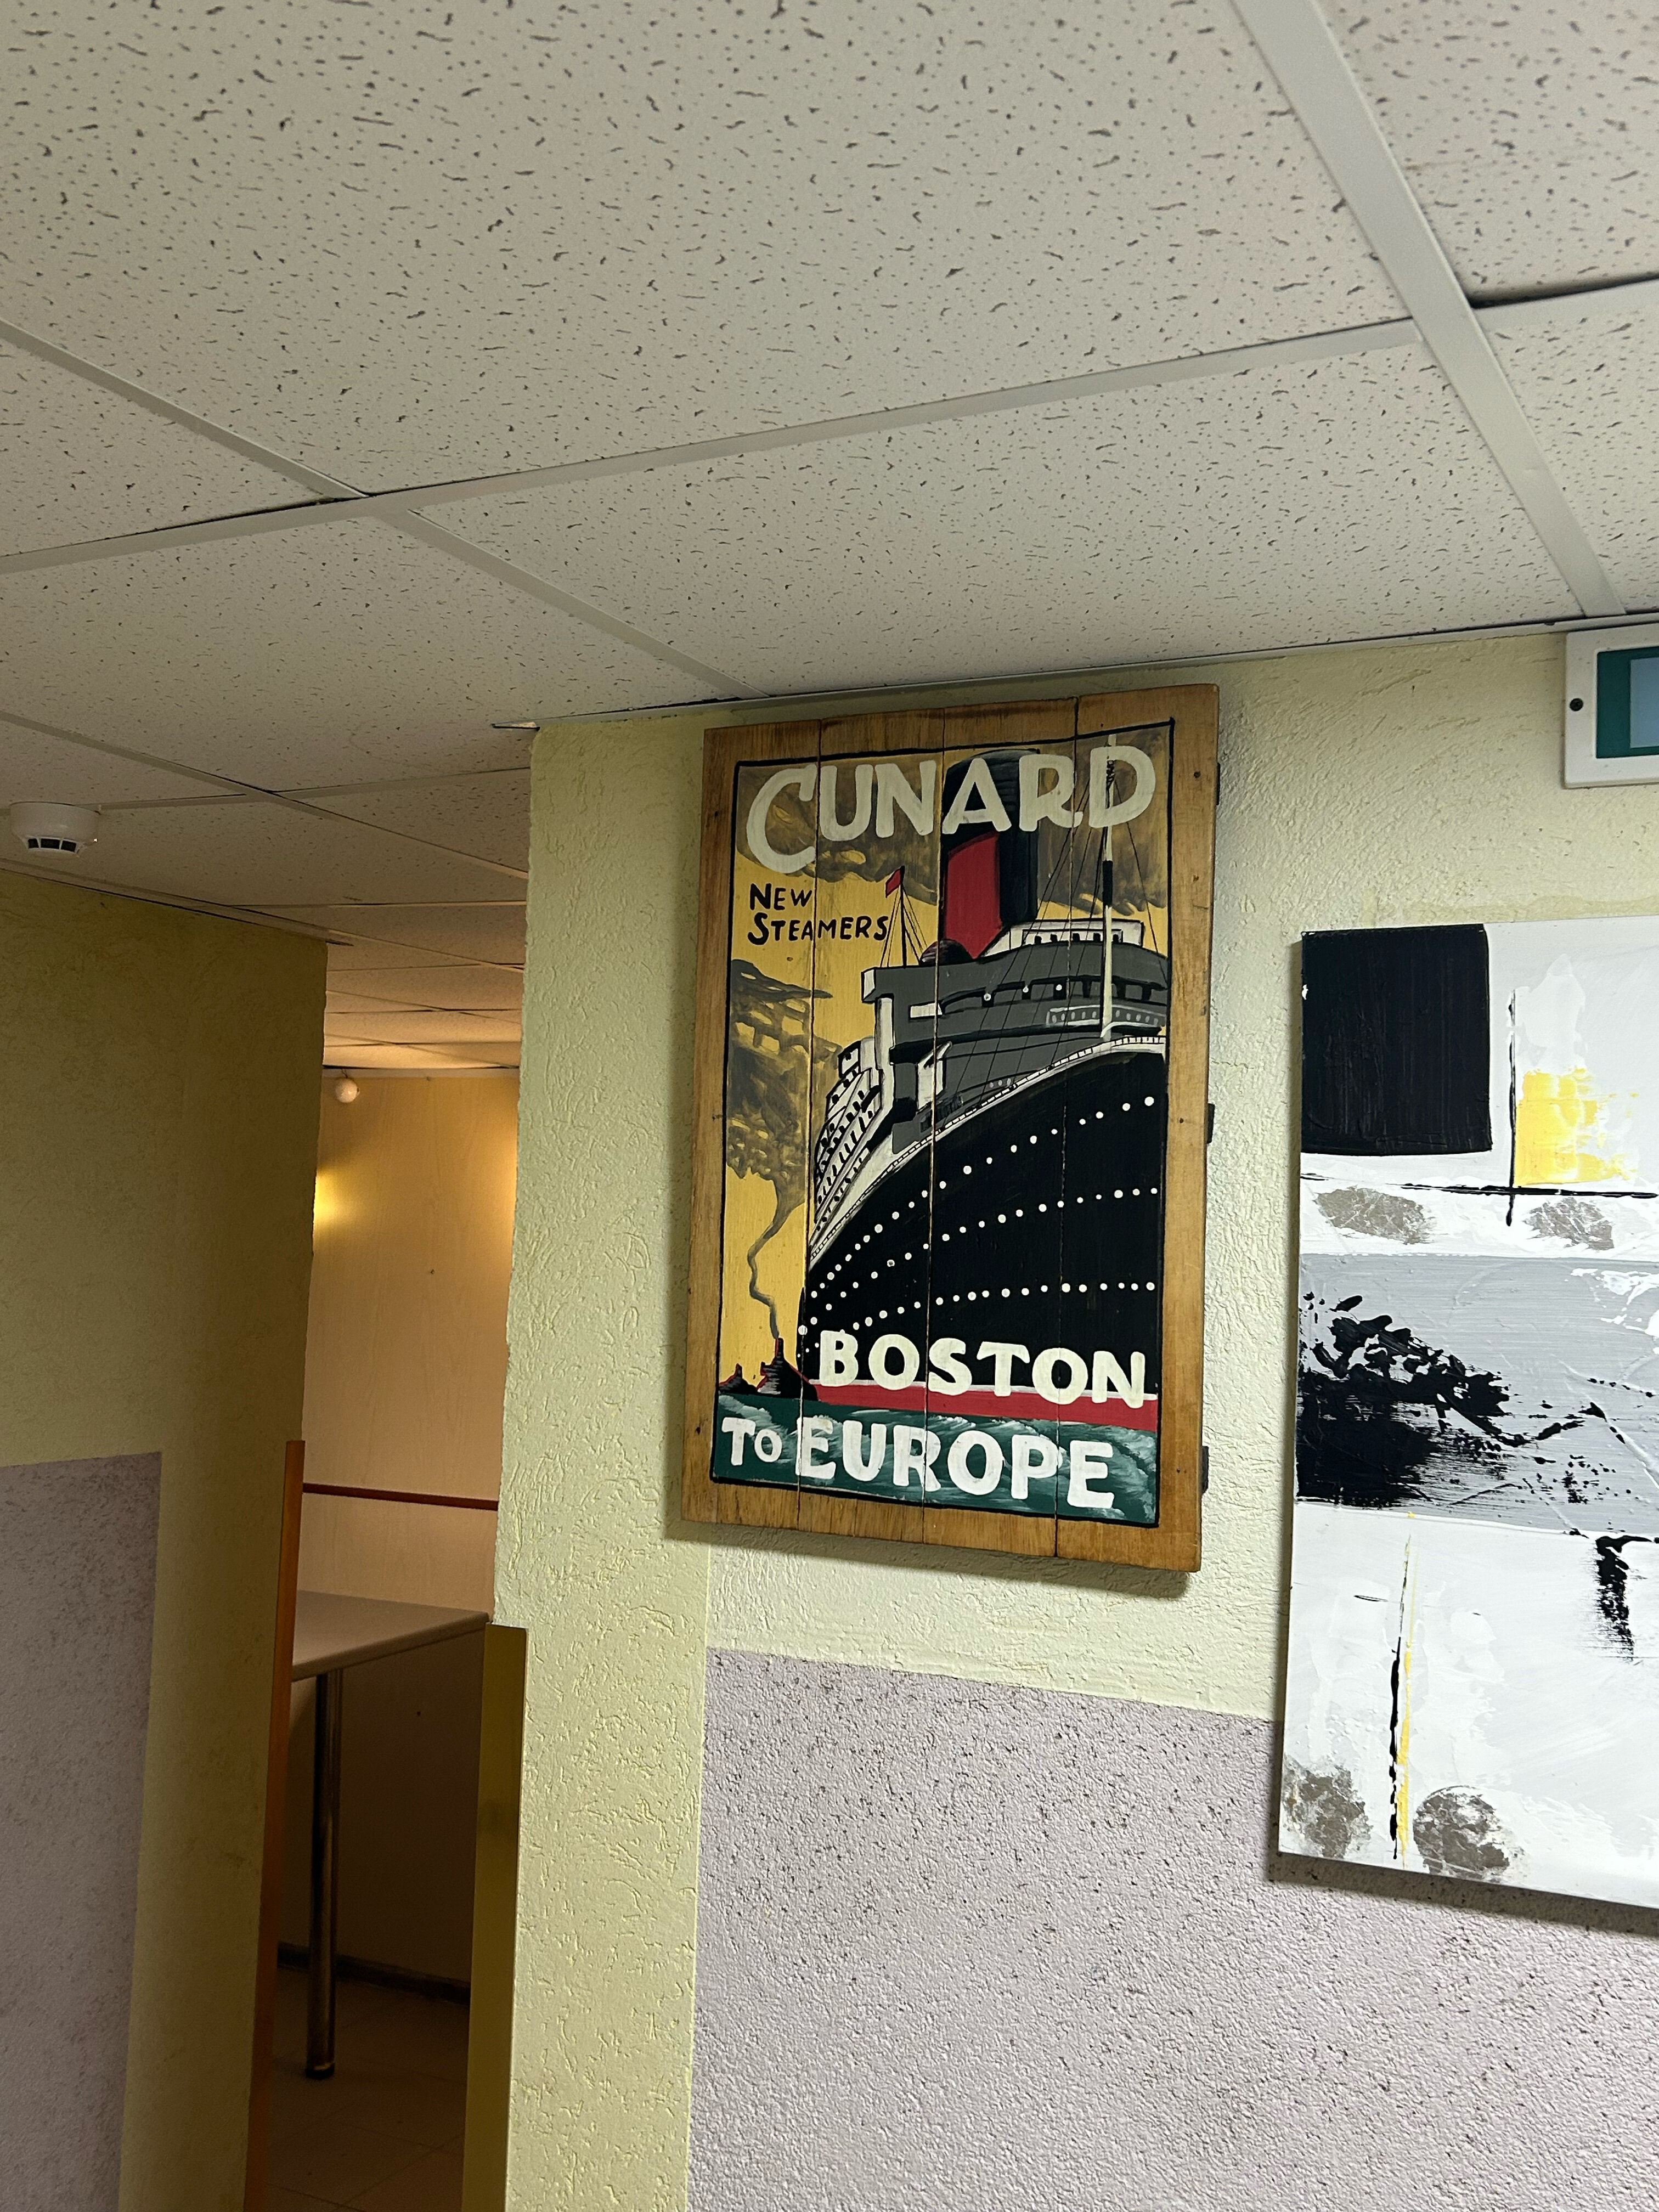 CUNARD
NEW
STEAMERS
BOSTON
TO EUROPE